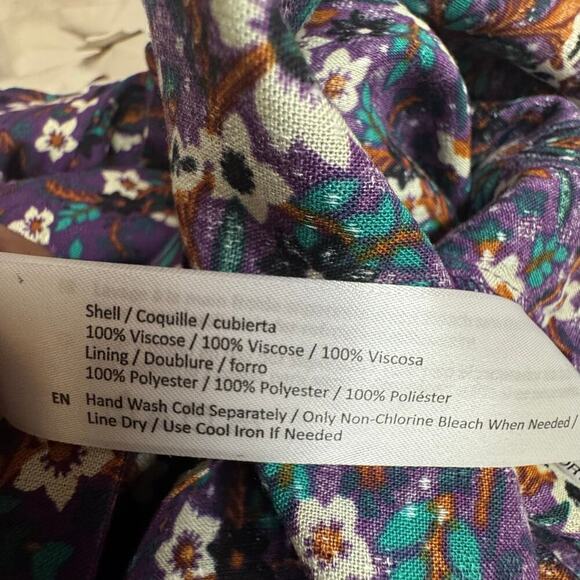 Shell / Coquille / cubierta
100% Viscose / 100% Viscose / 100% Viscosa
Lining / Doublure / forro
100% Polyester / 100% Polyester / 100% Poliéster
EN Hand Wash Cold Separately / Only Non-Chlorine Bleach When Needed /
Line Dry / Use Cool Iron If Needed